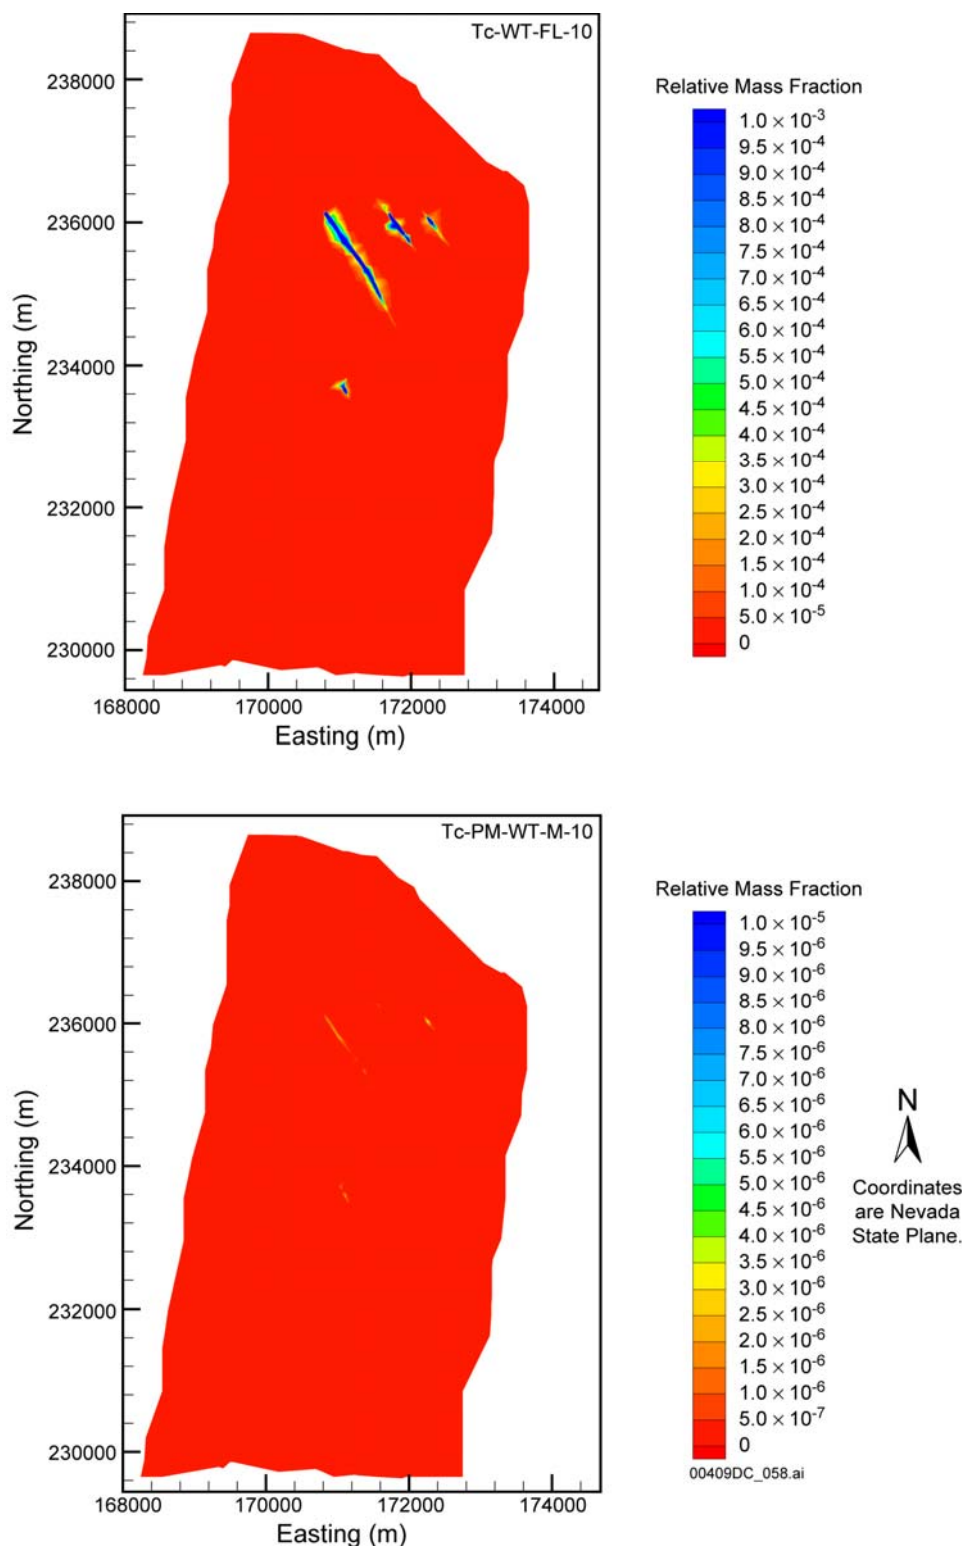 Tc-WT-FL-10
238000
236000
234000
232000
230000
Northing (m)
168000 170000 172000 174000
Easting (m)
Relative Mass Fraction
1.0 × 10⁻³
9.5 × 10⁻⁴
9.0 × 10⁻⁴
8.5 × 10⁻⁴
8.0 × 10⁻⁴
7.5 × 10⁻⁴
7.0 × 10⁻⁴
6.5 × 10⁻⁴
6.0 × 10⁻⁴
5.5 × 10⁻⁴
5.0 × 10⁻⁴
4.5 × 10⁻⁴
4.0 × 10⁻⁴
3.5 × 10⁻⁴
3.0 × 10⁻⁴
2.5 × 10⁻⁴
2.0 × 10⁻⁴
1.5 × 10⁻⁴
1.0 × 10⁻⁴
5.0 × 10⁻⁵
0
Tc-PM-WT-M-10
238000
236000
234000
232000
230000
Northing (m)
168000 170000 172000 174000
Easting (m)
Relative Mass Fraction
1.0 × 10⁻⁵
9.5 × 10⁻⁶
9.0 × 10⁻⁶
8.5 × 10⁻⁶
8.0 × 10⁻⁶
7.5 × 10⁻⁶
7.0 × 10⁻⁶
6.5 × 10⁻⁶
6.0 × 10⁻⁶
5.5 × 10⁻⁶
5.0 × 10⁻⁶
4.5 × 10⁻⁶
4.0 × 10⁻⁶
3.5 × 10⁻⁶
3.0 × 10⁻⁶
2.5 × 10⁻⁶
2.0 × 10⁻⁶
1.5 × 10⁻⁶
1.0 × 10⁻⁶
5.0 × 10⁻⁷
0
00409DC_058.ai
N
Coordinates
are Nevada
State Plane.